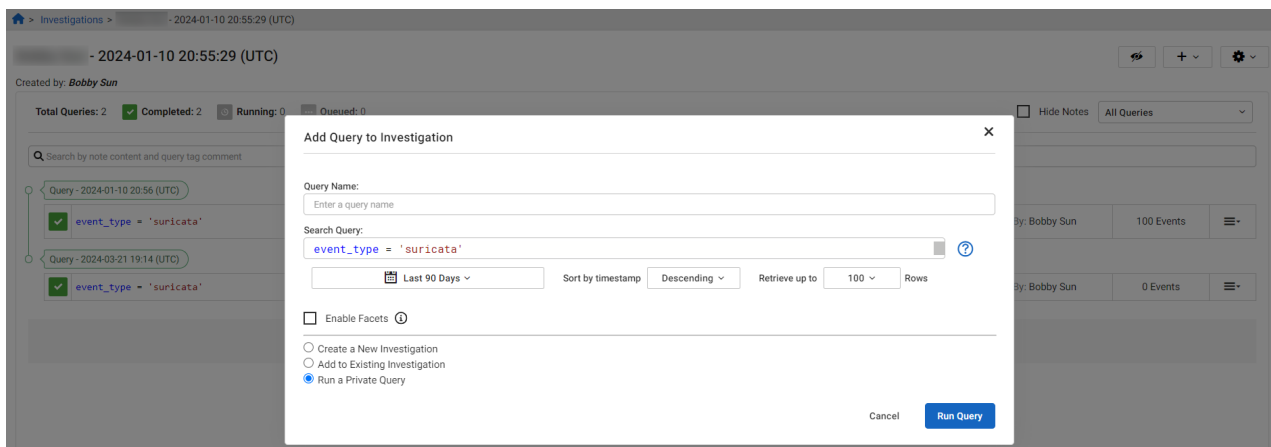 > Investigations > - 2024-01-10 20:55:29 (UTC)
- 2024-01-10 20:55:29 (UTC)
Created by: Bobby Sun
Total Queries: 2 Completed: 2 Running: 0 Queued: 0 Hide Notes All Queries
Search by note content and query tag comment
Query - 2024-01-10 20:56 (UTC)
event_type = 'suricata' By: Bobby Sun 100 Events
Query - 2024-03-21 19:14 (UTC)
event_type = 'suricata' By: Bobby Sun 0 Events
Add Query to Investigation
Query Name:
Enter a query name
Search Query:
event_type = 'suricata'
Last 90 Days Sort by timestamp Descending Retrieve up to 100 Rows
Enable Facets
Create a New Investigation
Add to Existing Investigation
Run a Private Query
Cancel Run Query